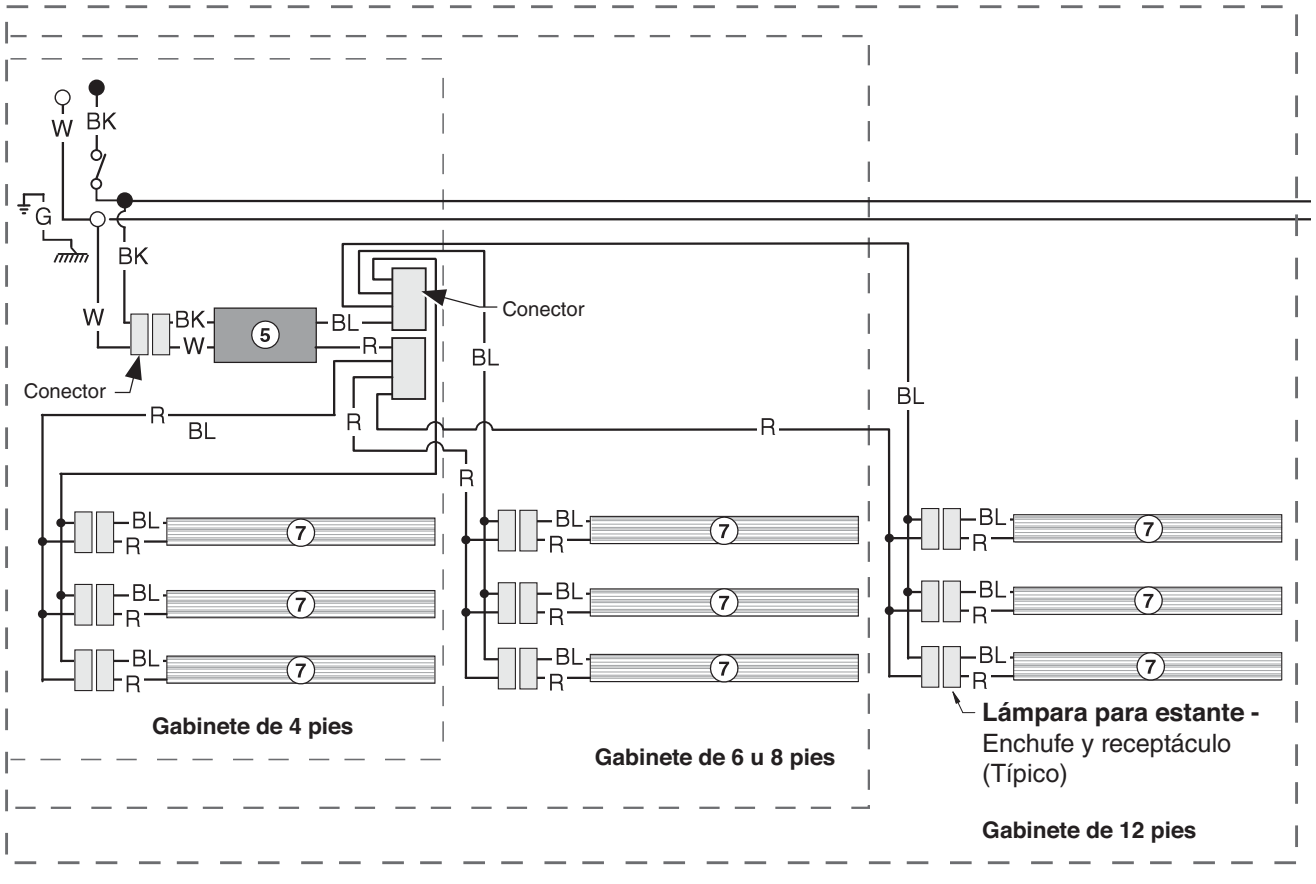 W
BK
G
BK
W
BK
W
5
BL
R
Conector
Conector
BL
BL
R
BL
R
R
R
BL
R
7
BL
R
7
BL
R
7
BL
R
7
BL
R
7
BL
R
7
BL
R
7
BL
R
7
BL
R
7
Gabinete de 4 pies
Gabinete de 6 u 8 pies
Lámpara para estante -
Enchufe y receptáculo
(Típico)
Gabinete de 12 pies